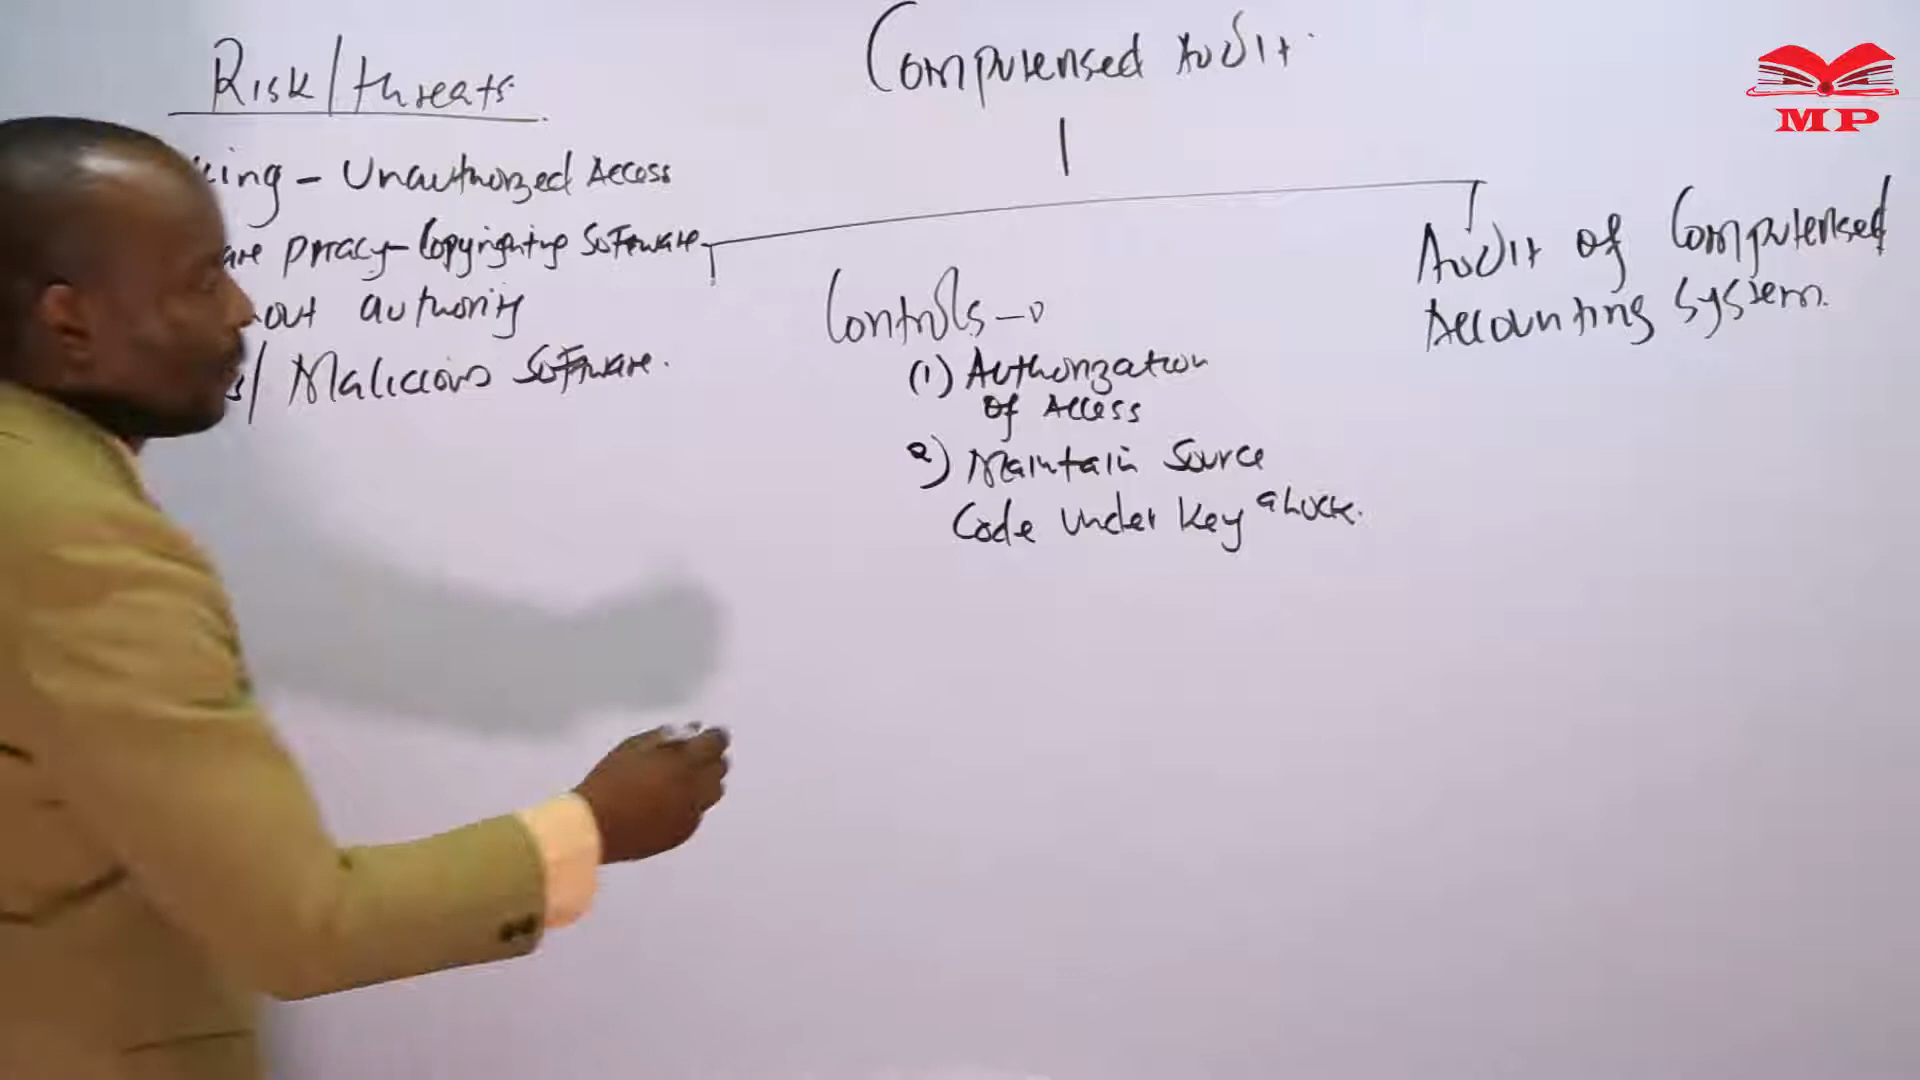 Risk/threats
king - Unauthorized Access
are piracy - Copyrighting Software
out authority
s/ Malicious Software.
Computerised Audit
Controls
(1) Authorization
of Access
2) Maintain Source
Code under key & Lock.
Audit of Computerised
Accounting System.
MP